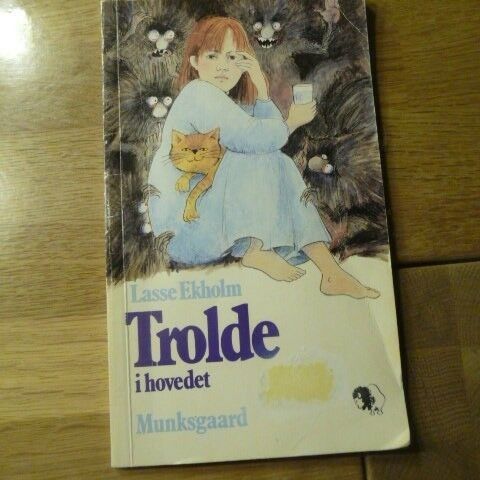 Lasse Ekholm
Trolde
i hovedet
Munksgaard